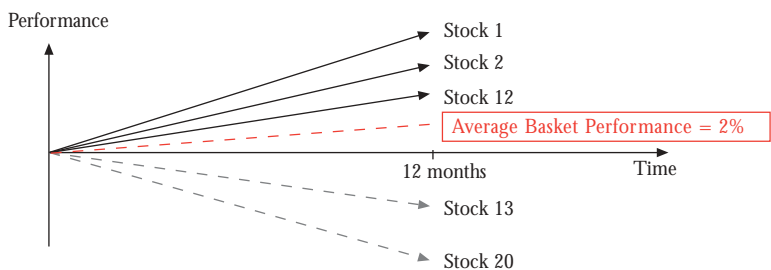 Performance
Stock 1
Stock 2
Stock 12
Average Basket Performance = 2%
12 months
Time
Stock 13
Stock 20